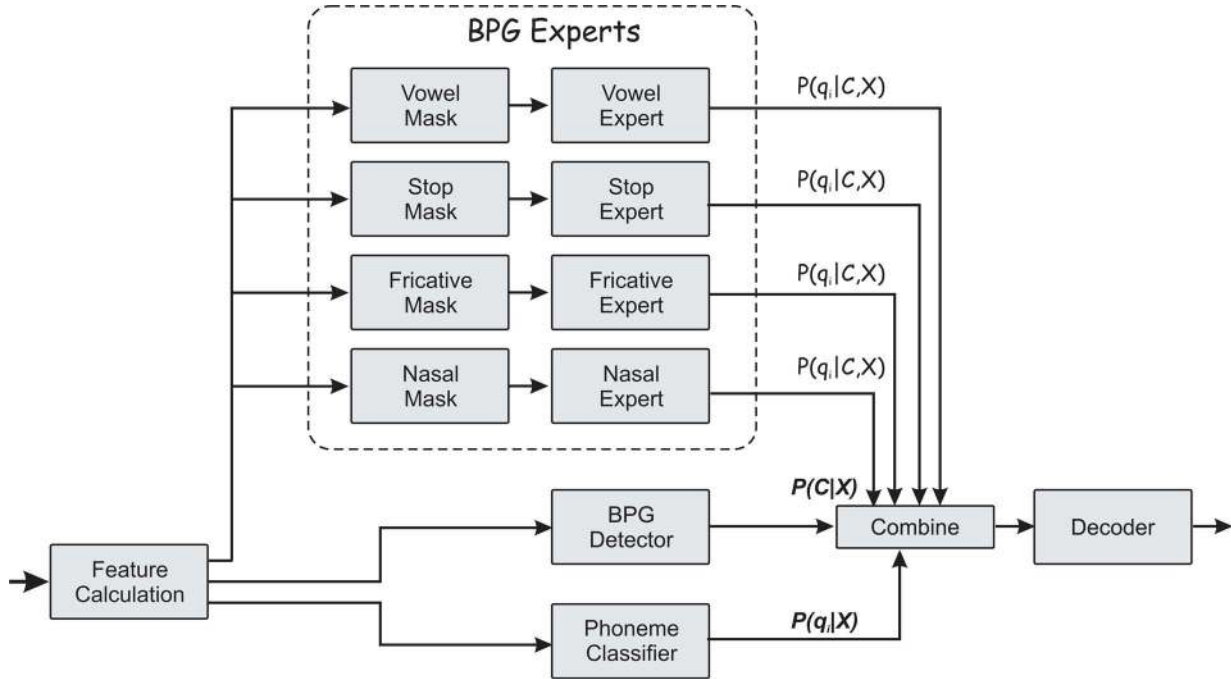 BPG Experts
Vowel
Mask
Vowel
Expert
P(qᵢ|C,X)
Stop
Mask
Stop
Expert
P(qᵢ|C,X)
Fricative
Mask
Fricative
Expert
P(qᵢ|C,X)
Nasal
Mask
Nasal
Expert
P(qᵢ|C,X)
BPG
Detector
P(C|X)
Combine
Decoder
Feature
Calculation
Phoneme
Classifier
P(qᵢ|X)